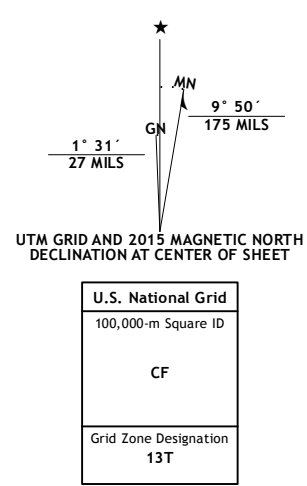 ★
MN
GN
9° 50´
175 MILS
1° 31´
27 MILS
UTM GRID AND 2015 MAGNETIC NORTH
DECLINATION AT CENTER OF SHEET
U.S. National Grid
100,000-m Square ID
CF
Grid Zone Designation
13T